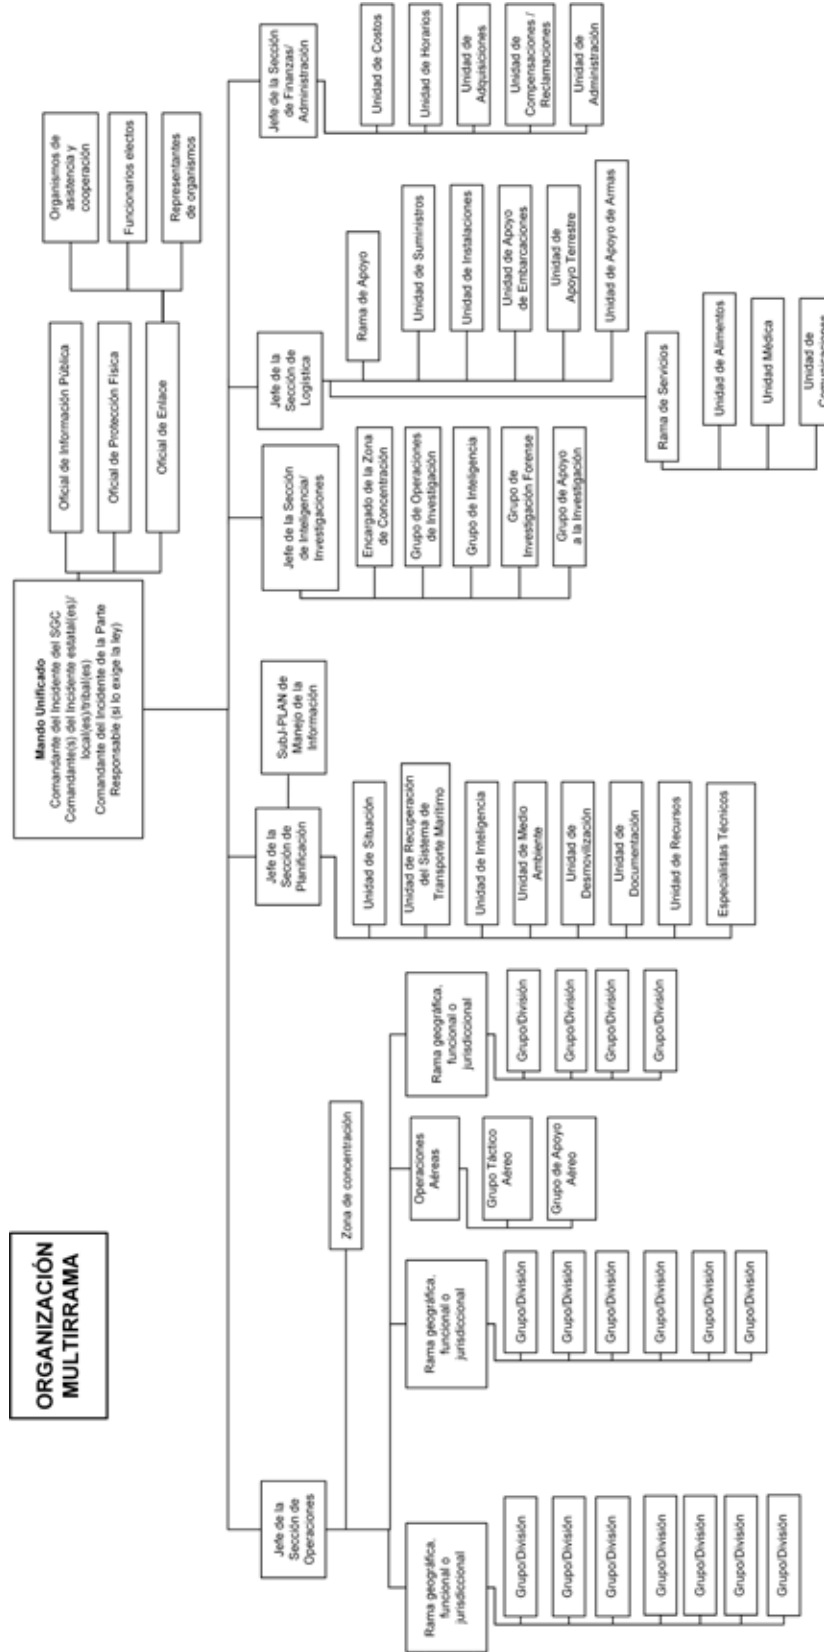 ORGANIZACIÓN
MULTIRRAMA
Mando Unificado
Comandante del Incidente del SGC
Comandante(s) del Incidente estatal(es)/
local(es)/tribal(es)
Comandante del Incidente de la Parte
Responsable (si lo exige la ley)
Oficial de Información Pública
Oficial de Protección Física
Oficial de Enlace
Organismos de
asistencia y
cooperación
Funcionarios electos
Representantes
de organismos
Jefe de la
Sección de
Operaciones
Zona de concentración
Rama geográfica,
funcional o
jurisdiccional
Grupo/División
Grupo/División
Grupo/División
Grupo/División
Grupo/División
Grupo/División
Grupo/División
Rama geográfica,
funcional o
jurisdiccional
Grupo/División
Grupo/División
Grupo/División
Grupo/División
Grupo/División
Grupo/División
Operaciones
Aéreas
Grupo Táctico
Aéreo
Grupo de Apoyo
Aéreo
Rama geográfica,
funcional o
jurisdiccional
Grupo/División
Grupo/División
Grupo/División
Grupo/División
Jefe de la
Sección de
Planificación
SubJ-PLAN de
Manejo de la
Información
Unidad de Situación
Unidad de Recuperación
del Sistema de
Transporte Marítimo
Unidad de Inteligencia
Unidad de Medio
Ambiente
Unidad de
Desmovilización
Unidad de
Documentación
Unidad de Recursos
Especialistas Técnicos
Jefe de la Sección
de Inteligencia/
Investigaciones
Encargado de la Zona
de Concentración
Grupo de Operaciones
de Investigación
Grupo de Inteligencia
Grupo de
Investigación Forense
Grupo de Apoyo
a la Investigación
Jefe de la
Sección de
Logística
Rama de Apoyo
Unidad de Suministros
Unidad de Instalaciones
Unidad de Apoyo
de Embarcaciones
Unidad de
Apoyo Terrestre
Unidad de Apoyo de Armas
Rama de Servicios
Unidad de Alimentos
Unidad Médica
Unidad de
Comunicaciones
Jefe de la Sección
de Finanzas/
Administración
Unidad de Costos
Unidad de Horarios
Unidad de
Adquisiciones
Unidad de
Compensaciones /
Reclamaciones
Unidad de
Administración